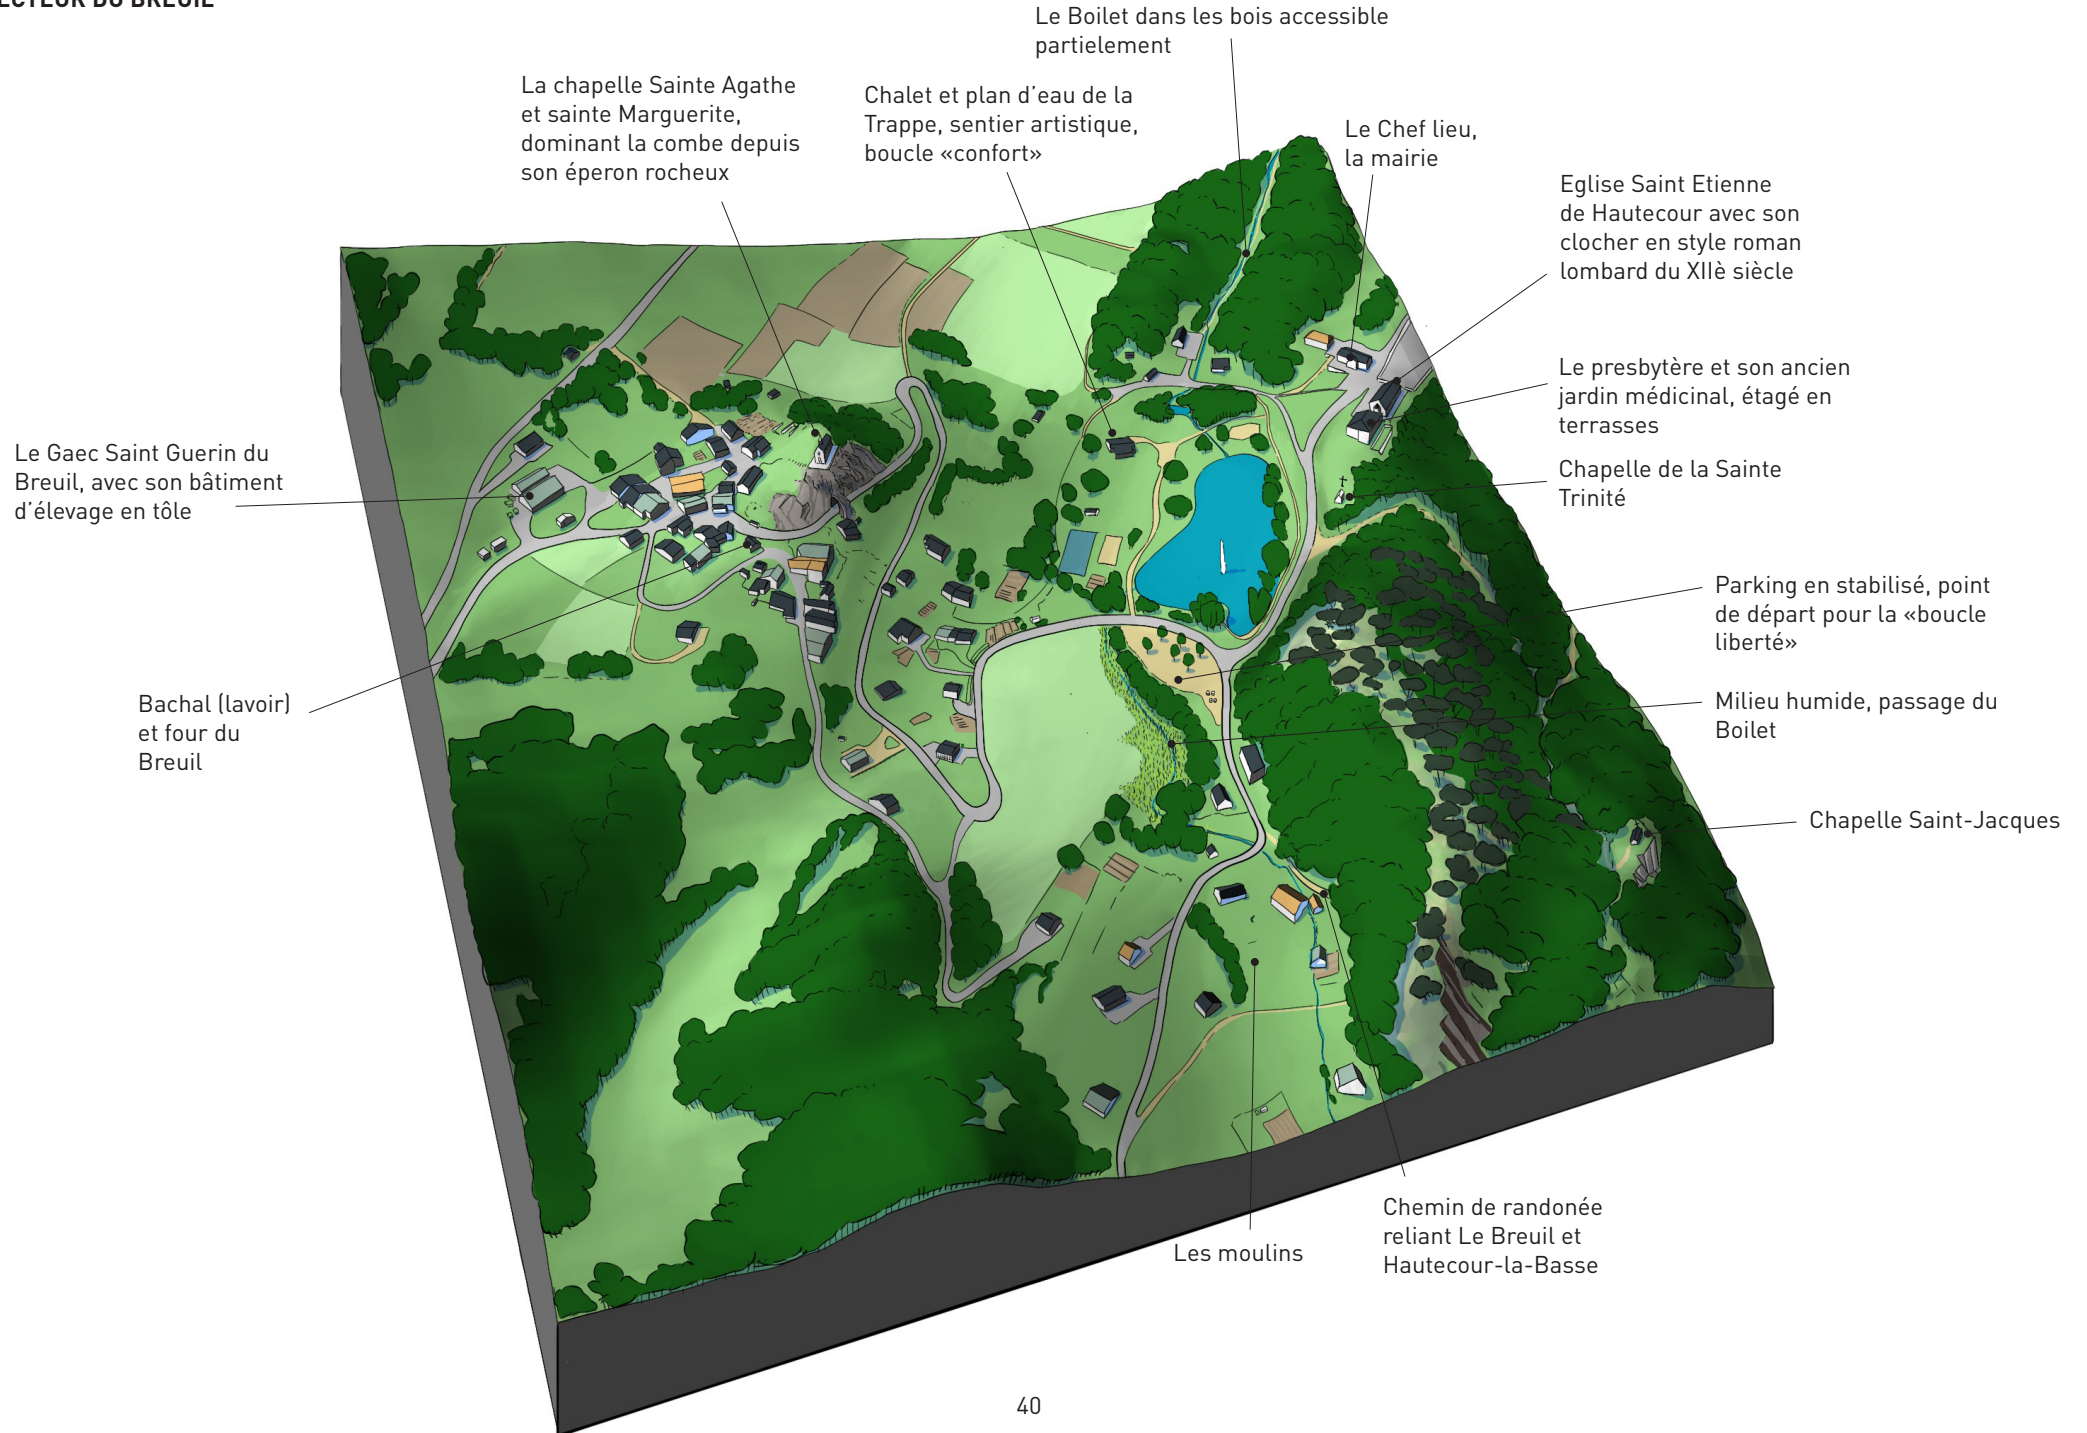 ECTEUR DU BREUIL
Le Boilet dans les bois accessible
partielement
La chapelle Sainte Agathe
et sainte Marguerite,
dominant la combe depuis
son éperon rocheux
Chalet et plan d’eau de la
Trappe, sentier artistique,
boucle «confort»
Le Chef lieu,
la mairie
Eglise Saint Etienne
de Hautecour avec son
clocher en style roman
lombard du XIIè siècle
Le presbytère et son ancien
jardin médicinal, étagé en
terrasses
Le Gaec Saint Guerin du
Breuil, avec son bâtiment
d’élevage en tôle
Chapelle de la Sainte
Trinité
Parking en stabilisé, point
de départ pour la «boucle
liberté»
Bachal (lavoir)
et four du
Breuil
Milieu humide, passage du
Boilet
Chapelle Saint-Jacques
Chemin de randonée
reliant Le Breuil et
Hautecour-la-Basse
Les moulins
40